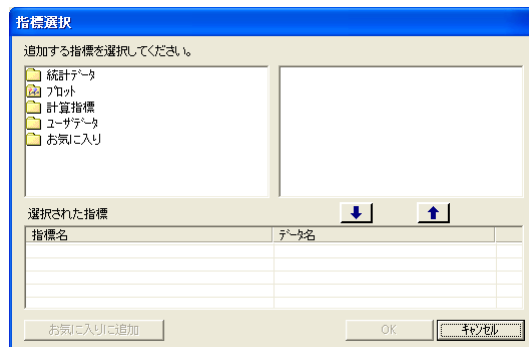 指標選択
追加する指標を選択してください。
統計データ
プロット
計算指標
ユーザデータ
お気に入り
選択された指標
指標名 データ名
お気に入りに追加 OK キャンセル